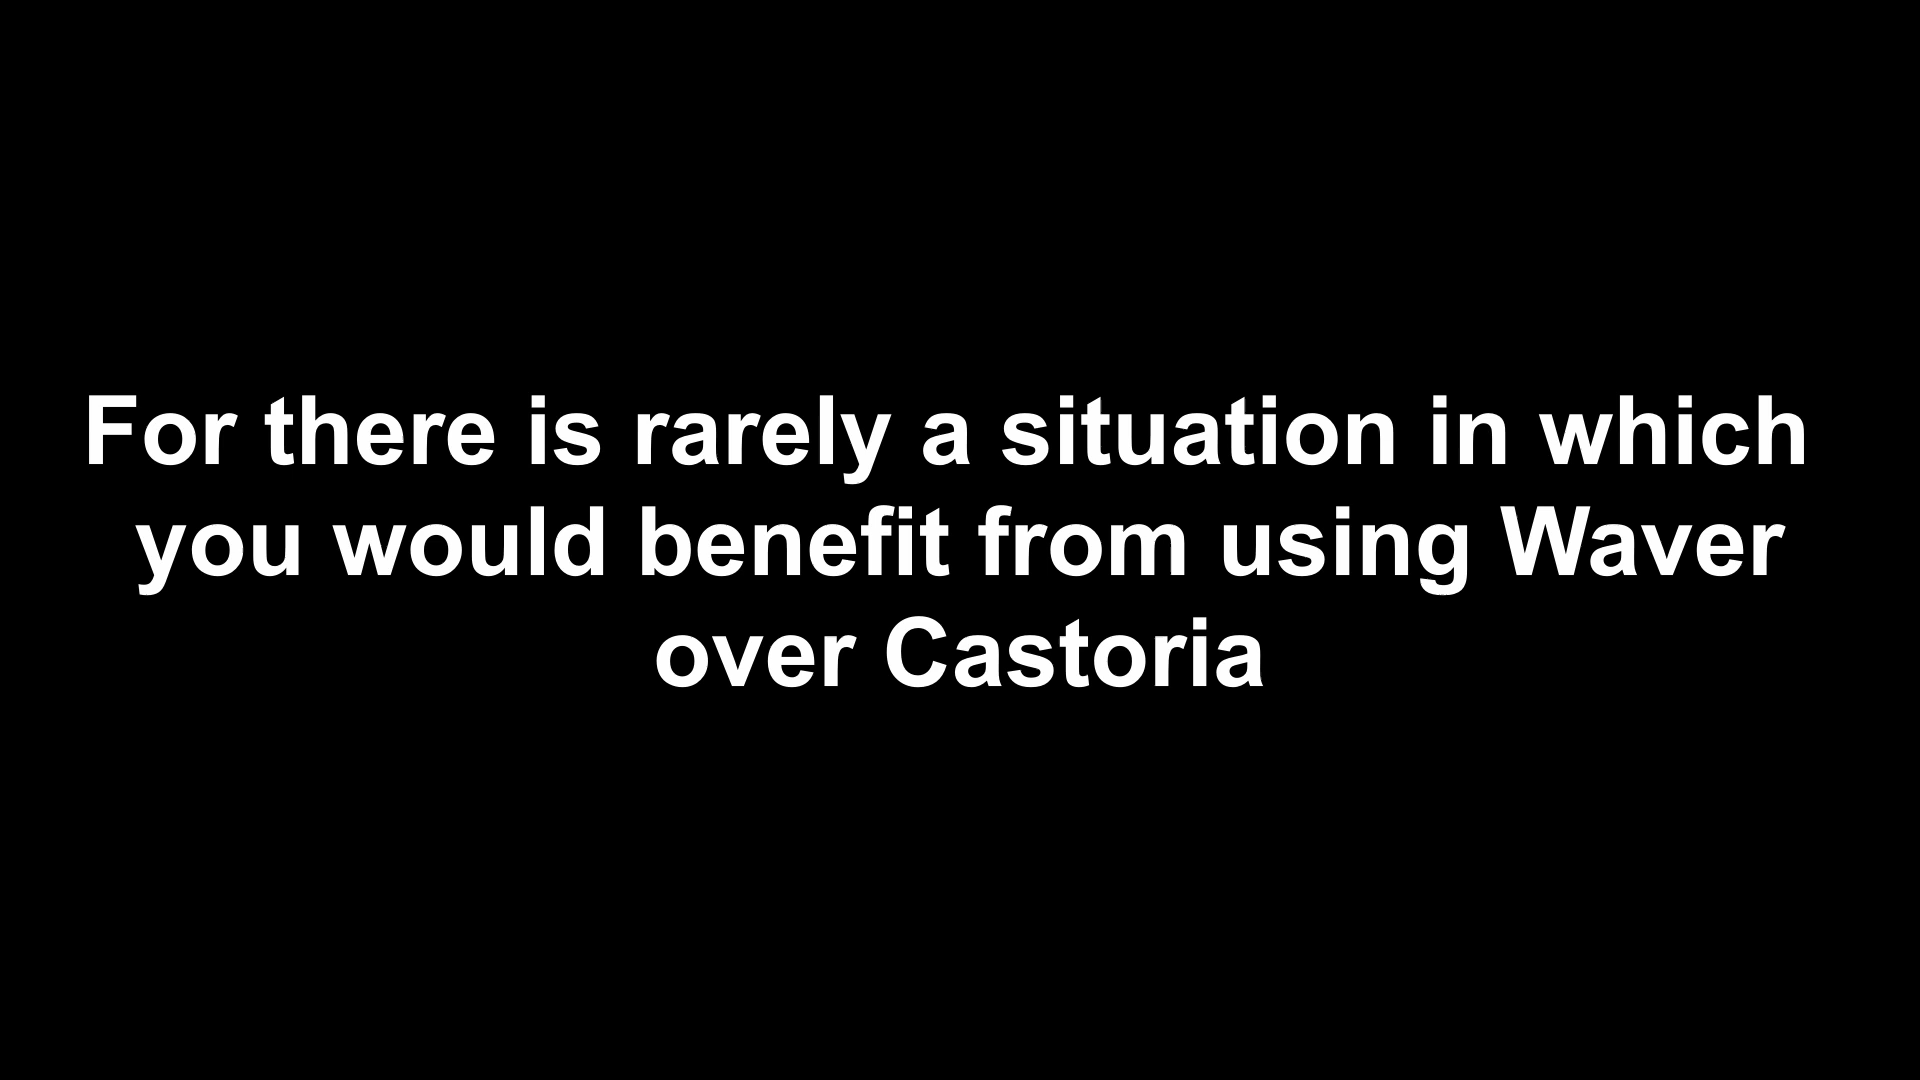 For there is rarely a situation in which
you would benefit from using Waver
over Castoria